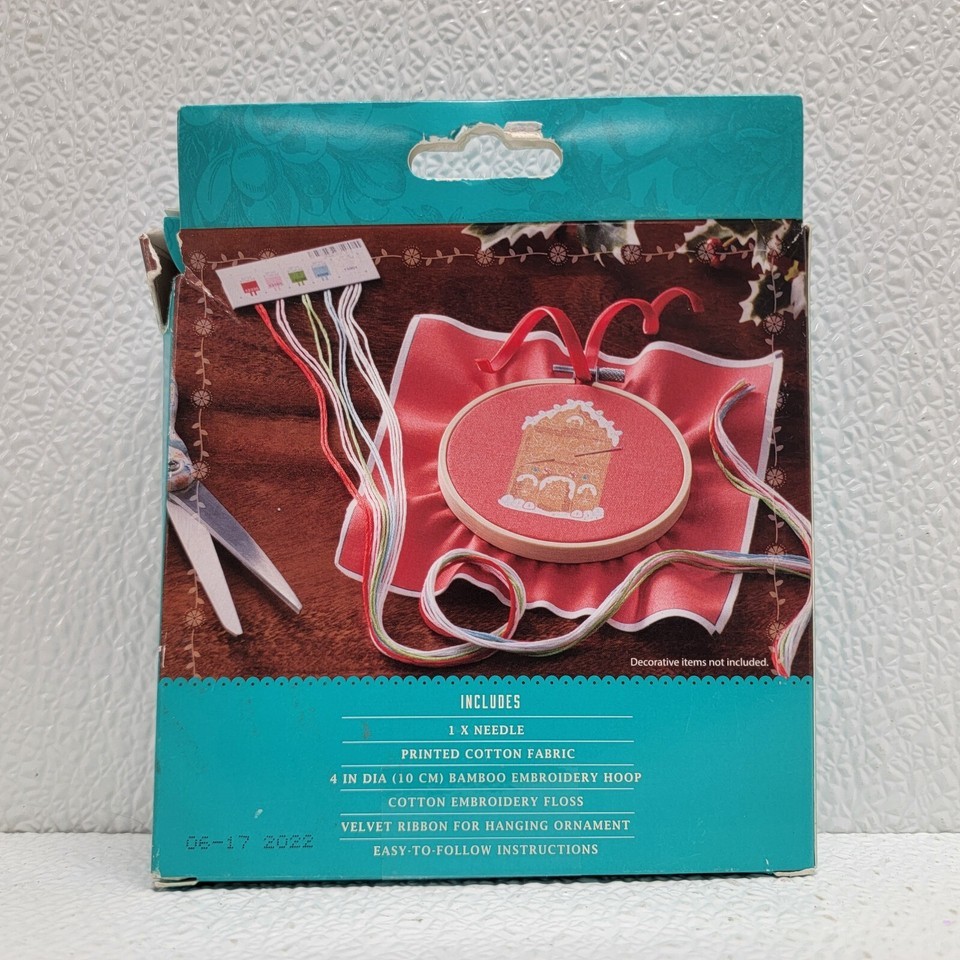 Decorative items not included.
INCLUDES
1 X NEEDLE
PRINTED COTTON FABRIC
4 IN DIA (10 CM) BAMBOO EMBROIDERY HOOP
COTTON EMBROIDERY FLOSS
VELVET RIBBON FOR HANGING ORNAMENT
06-17 2022
EASY-TO-FOLLOW INSTRUCTIONS